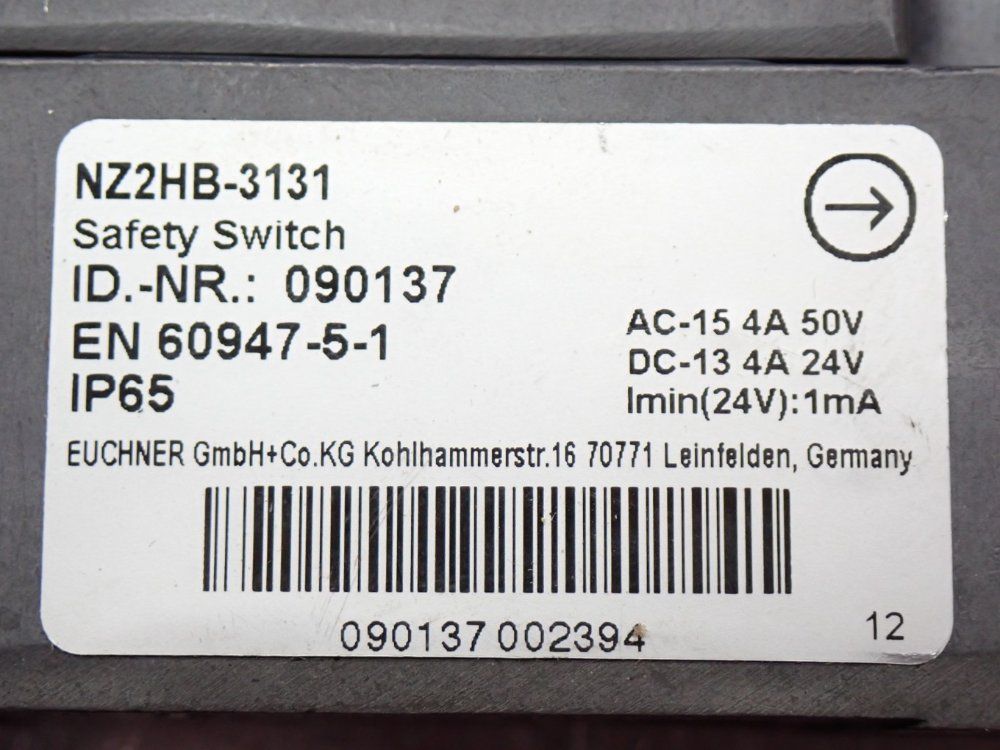 NZ2HB-3131
Safety Switch
ID.-NR.: 090137
EN 60947-5-1
IP65
AC-15 4A 50V
DC-13 4A 24V
Imin(24V):1mA
EUCHNER GmbH+Co.KG Kohlhammerstr.16 70771 Leinfelden, Germany
090137 002394
12